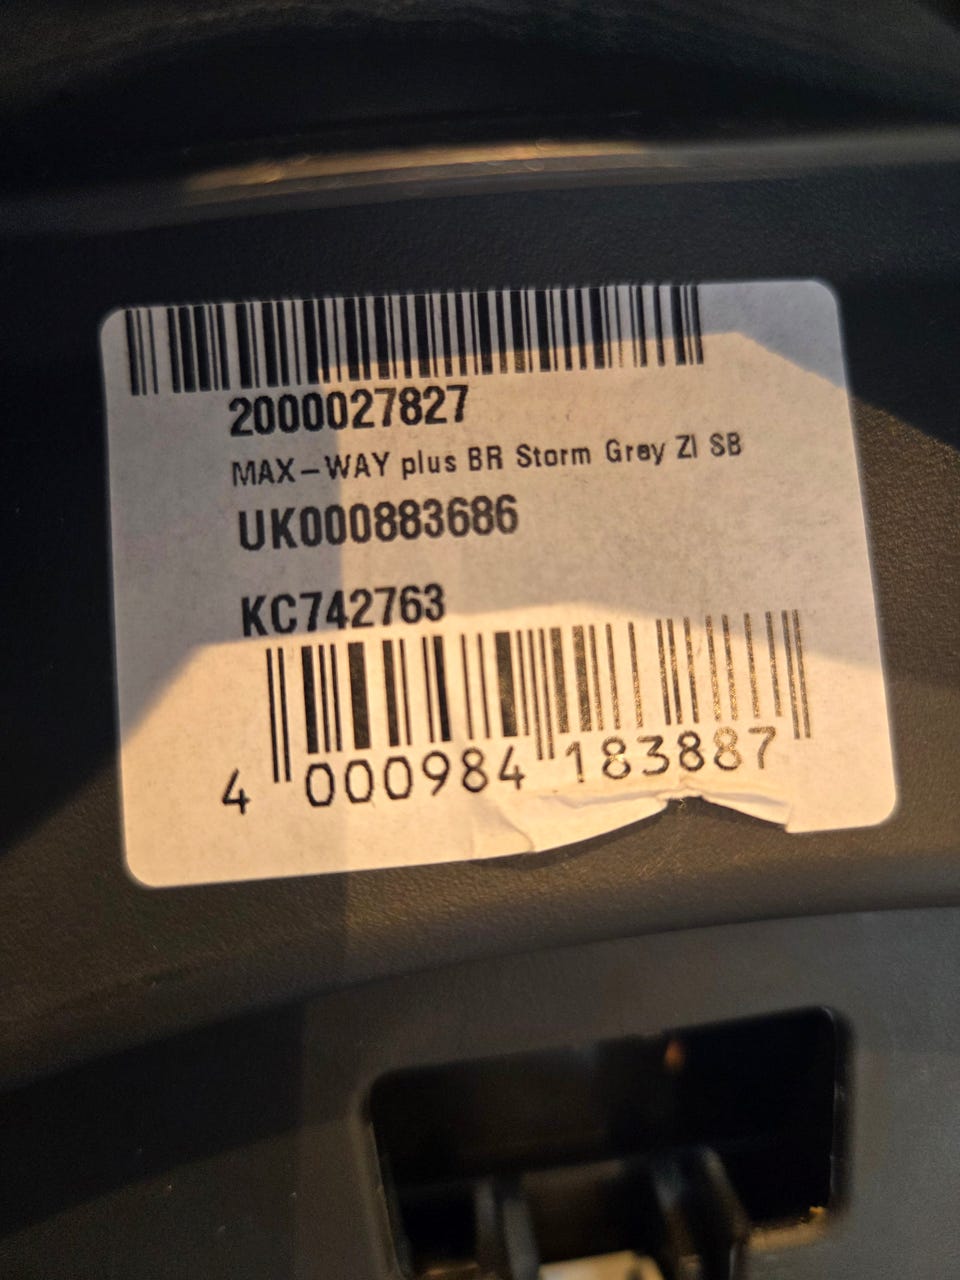 2000027827
MAX-WAY plus BR Storm Grey ZI SB
UK000883686
KC742763
4 000984 183887